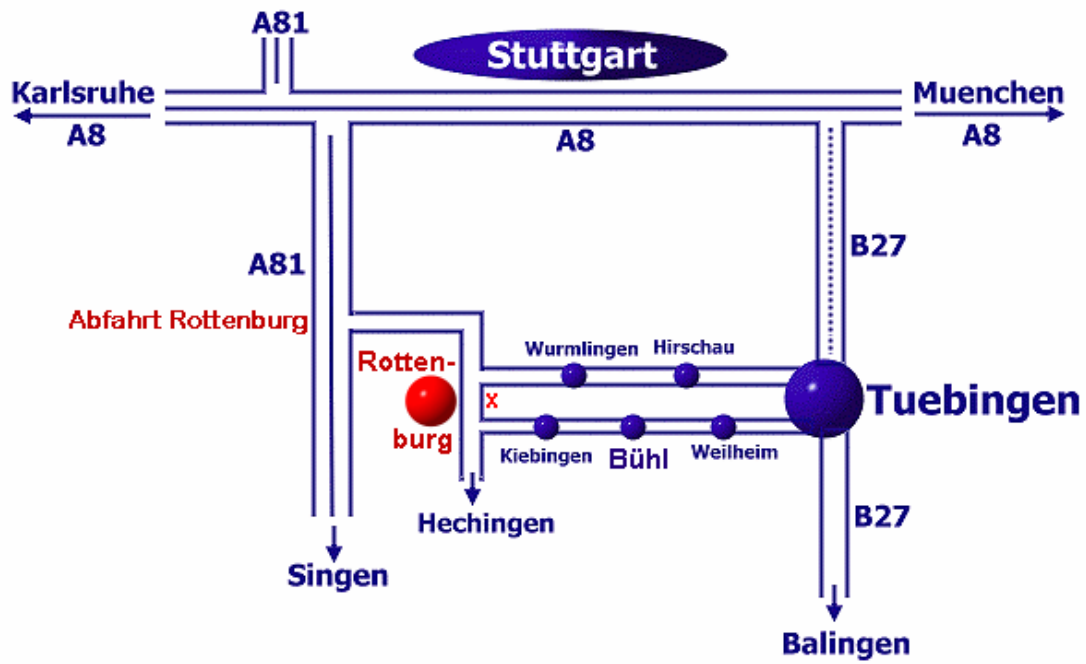 A81
Stuttgart
Karlsruhe
Muenchen
A8
A8
A8
A81
B27
Abfahrt Rottenburg
Wurmlingen
Hirschau
Rotten-
x
Tuebingen
burg
Kiebingen
Bühl
Weilheim
Hechingen
B27
Singen
Balingen